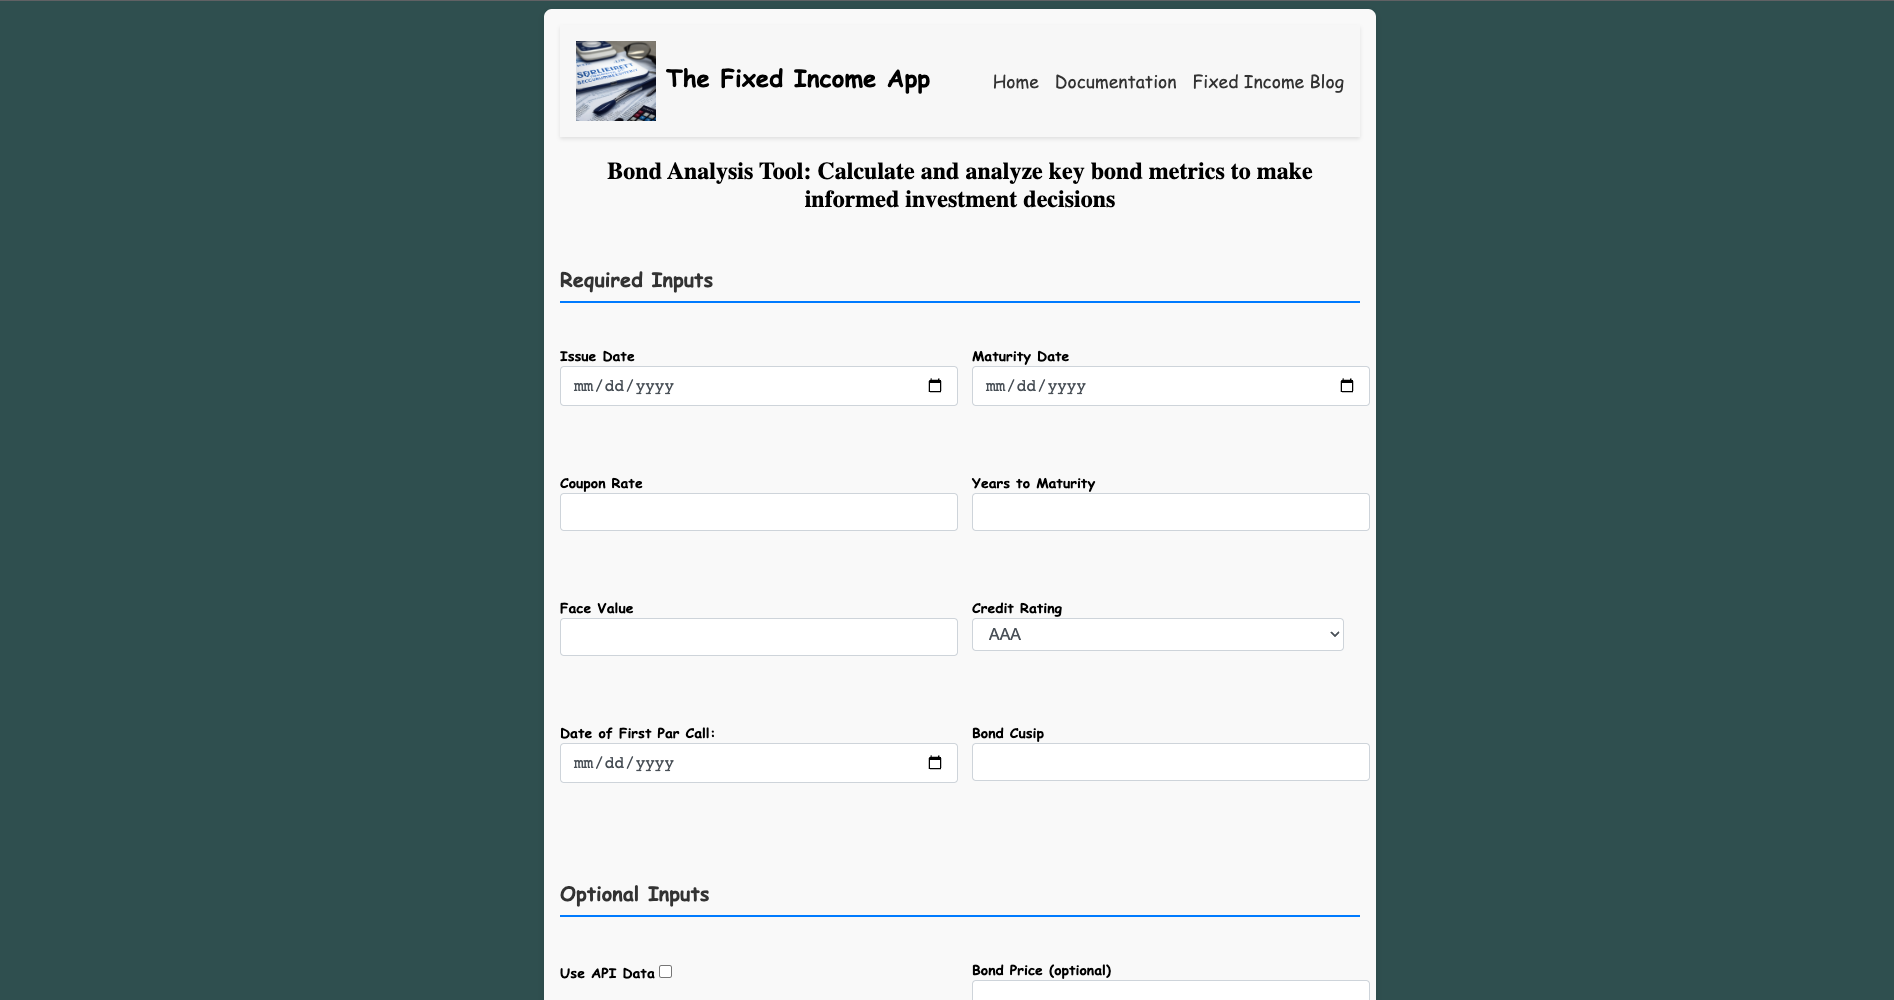 The Fixed Income App
Home Documentation Fixed Income Blog
Bond Analysis Tool: Calculate and analyze key bond metrics to make
informed investment decisions
Required Inputs
Issue Date Maturity Date
mm/dd/yyyy mm/dd/yyyy
Coupon Rate Years to Maturity
Face Value Credit Rating
AAA
Date of First Par Call: Bond Cusip
mm/dd/yyyy
Optional Inputs
Use API Data Bond Price (optional)